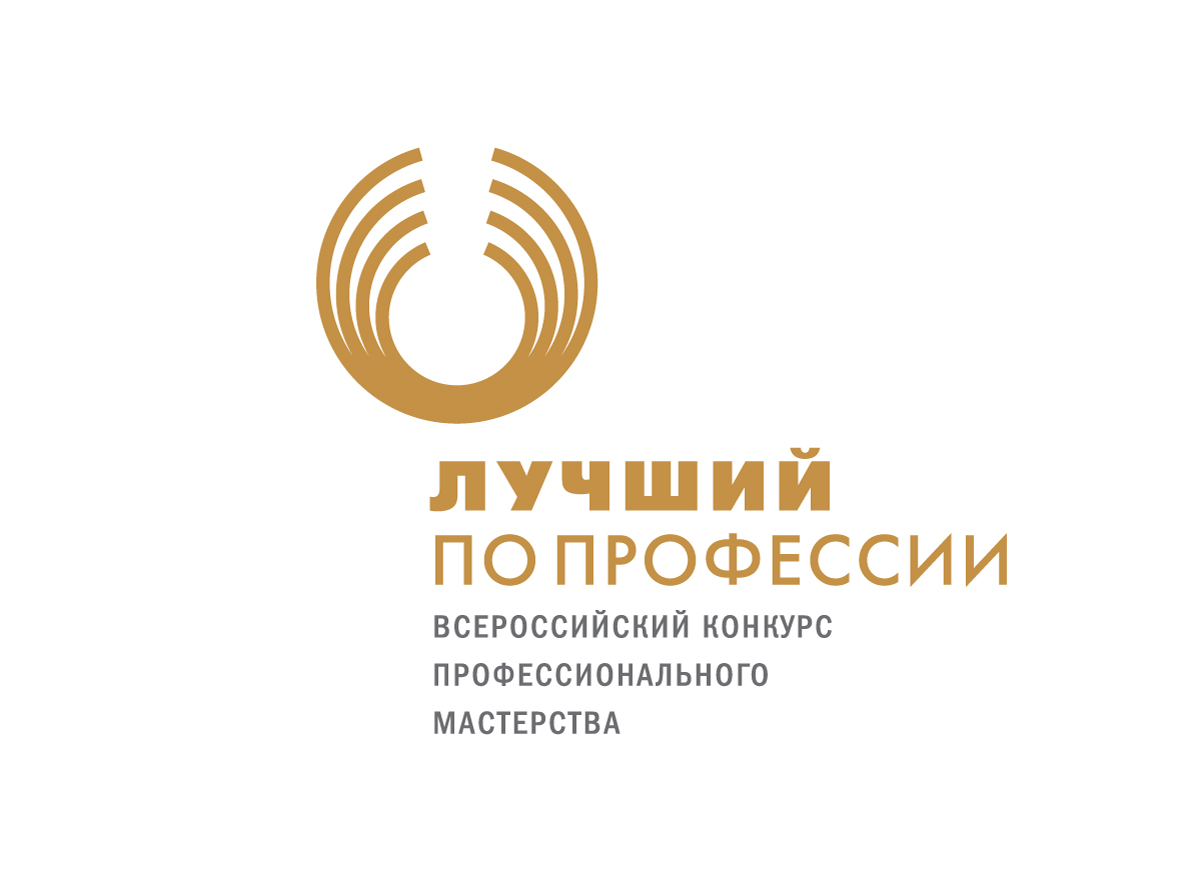 ЛУЧШИЙ
ПО ПРОФЕССИИ
ВСЕРОССИЙСКИЙ КОНКУРС
ПРОФЕССИОНАЛЬНОГО
МАСТЕРСТВА